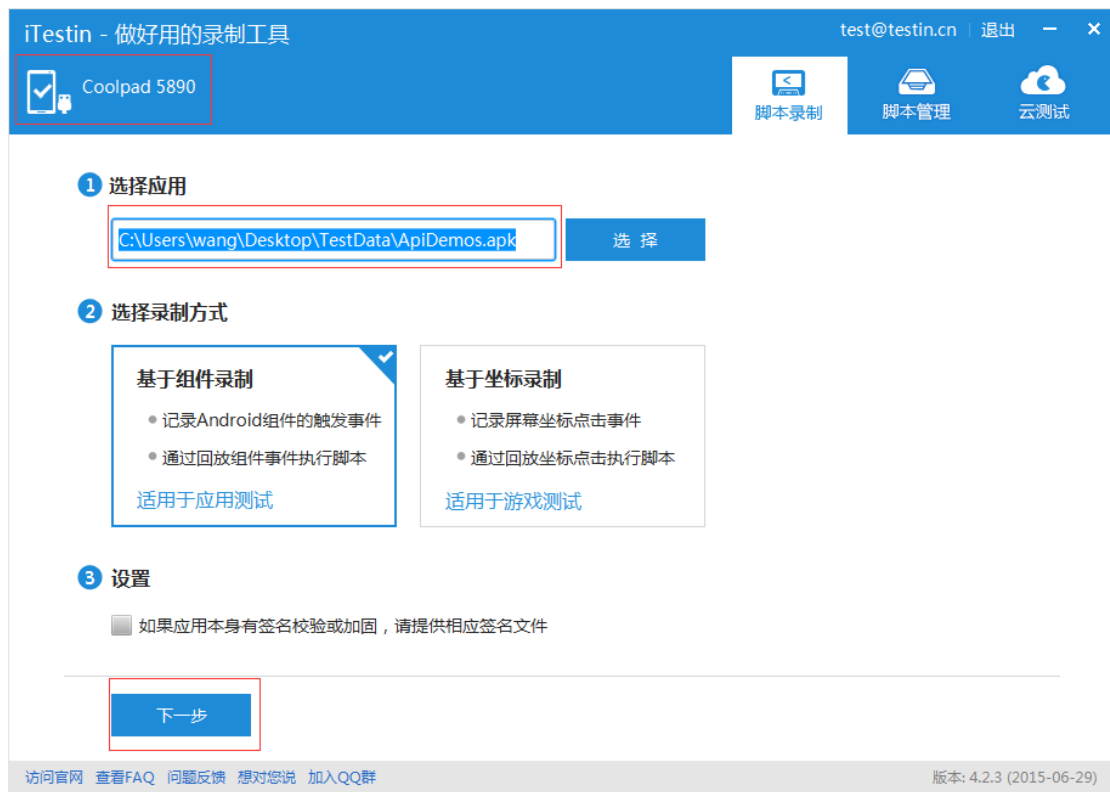 iTestin - 做好用的录制工具
test@testin.cn 退出
Coolpad 5890
脚本录制 脚本管理 云测试
1 选择应用
C:\Users\wang\Desktop\TestData\ApiDemos.apk 选 择
2 选择录制方式
基于组件录制
记录Android组件的触发事件
通过回放组件事件执行脚本
适用于应用测试
基于坐标录制
记录屏幕坐标点击事件
通过回放坐标点击执行脚本
适用于游戏测试
3 设置
如果应用本身有签名校验或加固，请提供相应签名文件
下一步
访问官网 查看FAQ 问题反馈 想对您说 加入QQ群 版本: 4.2.3 (2015-06-29)